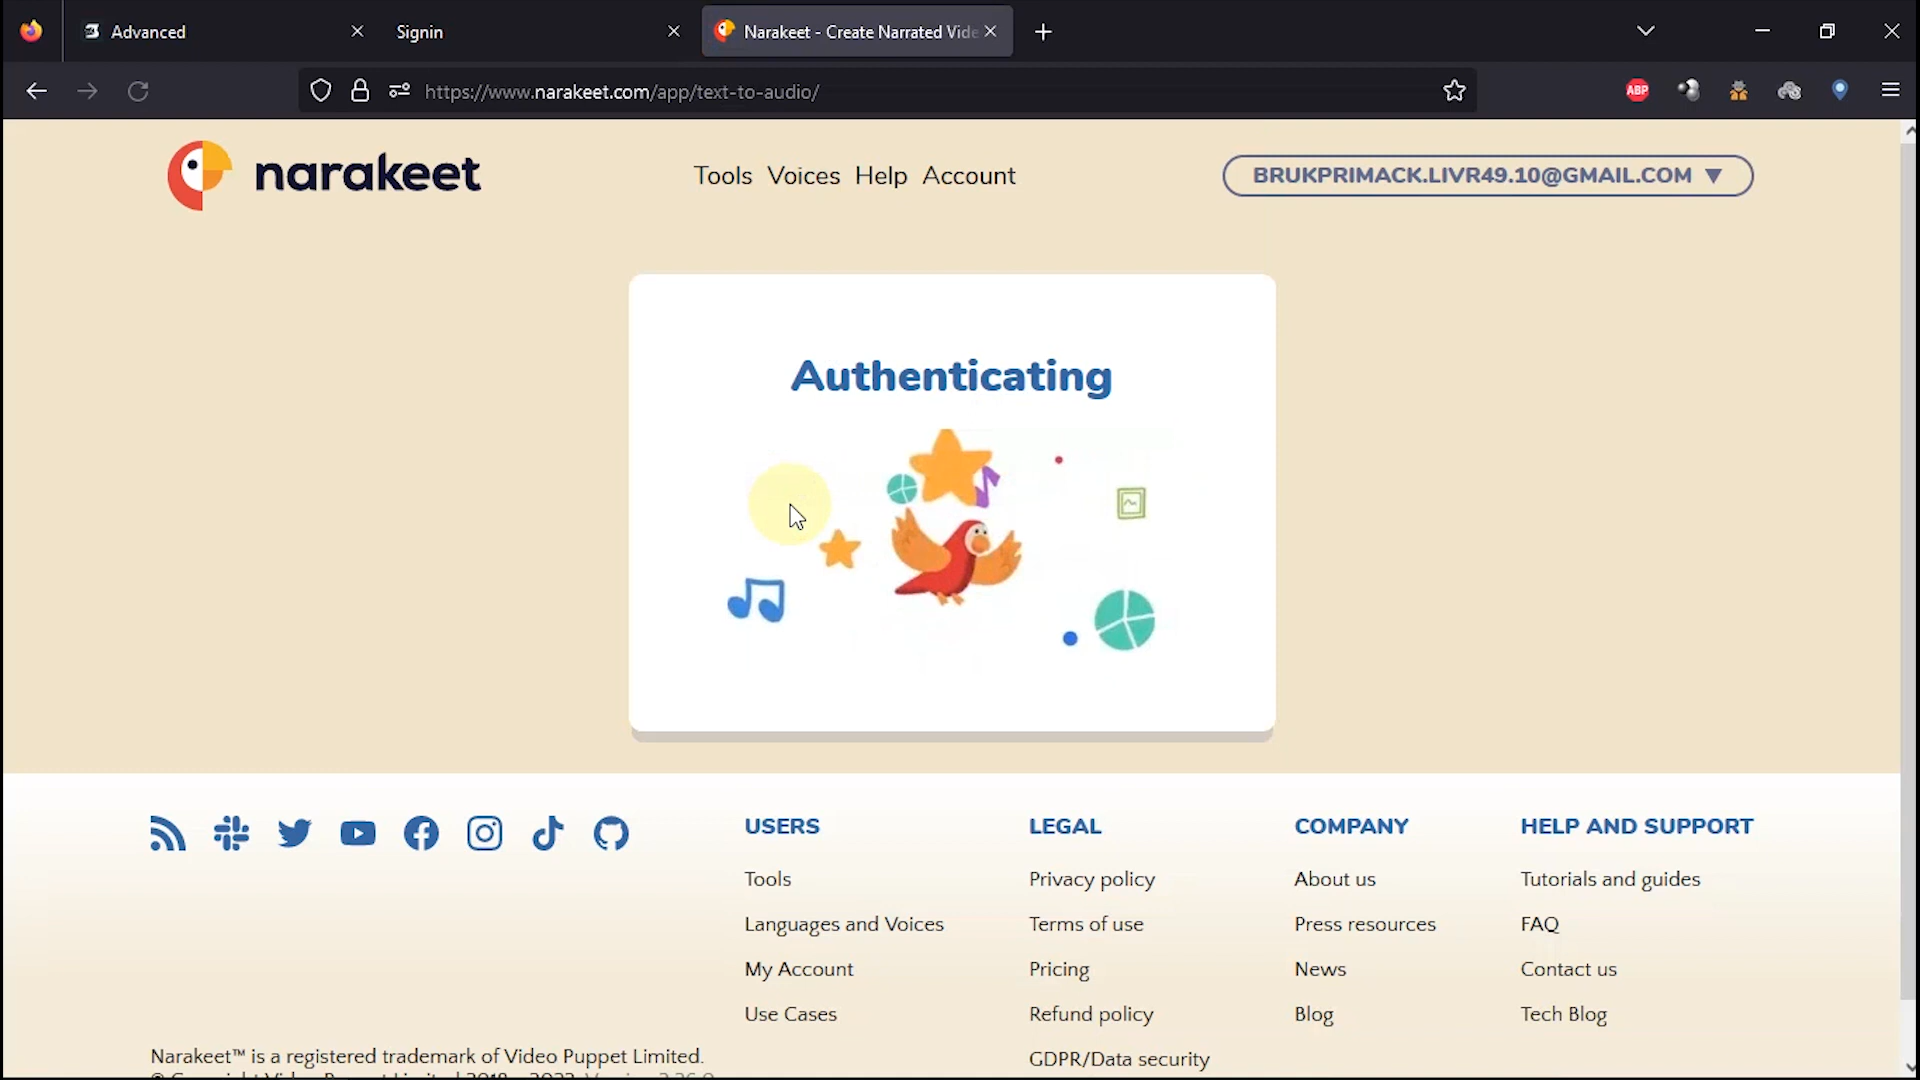 Advanced
Signin
Narakeet - Create Narrated Vide
https://www.narakeet.com/app/text-to-audio/
ABP
narakeet
Tools Voices Help Account
BRUKPRIMACK.LIVR49.10@GMAIL.COM ▼
Authenticating
USERS
Tools
Languages and Voices
My Account
Use Cases
LEGAL
Privacy policy
Terms of use
Pricing
Refund policy
GDPR/Data security
COMPANY
About us
Press resources
News
Blog
HELP AND SUPPORT
Tutorials and guides
FAQ
Contact us
Tech Blog
Narakeet™ is a registered trademark of Video Puppet Limited.